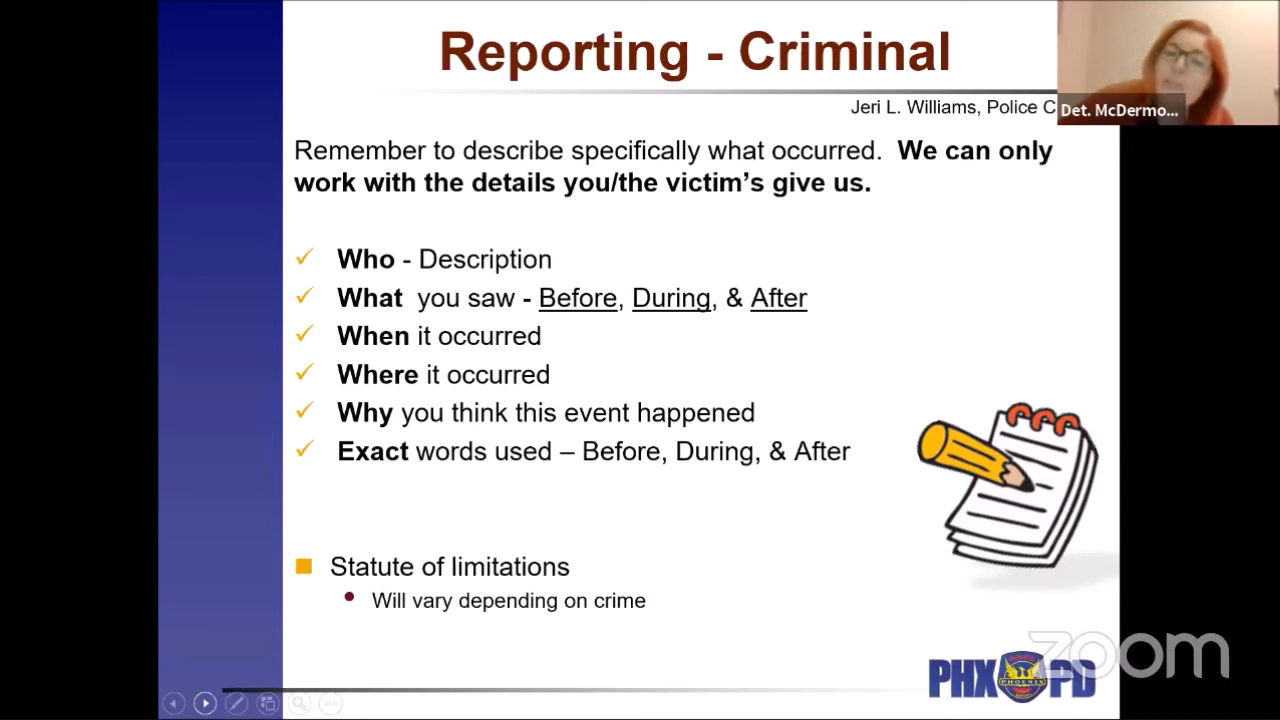 Reporting - Criminal
Jeri L. Williams, Police C
Det. McDermo...
Remember to describe specifically what occurred. We can only
work with the details you/the victim's give us.
✓ Who - Description
✓ What you saw - Before, During, & After
✓ When it occurred
✓ Where it occurred
✓ Why you think this event happened
✓ Exact words used – Before, During, & After
Statute of limitations
• Will vary depending on crime
zoom
PHX PD
PHOENIX